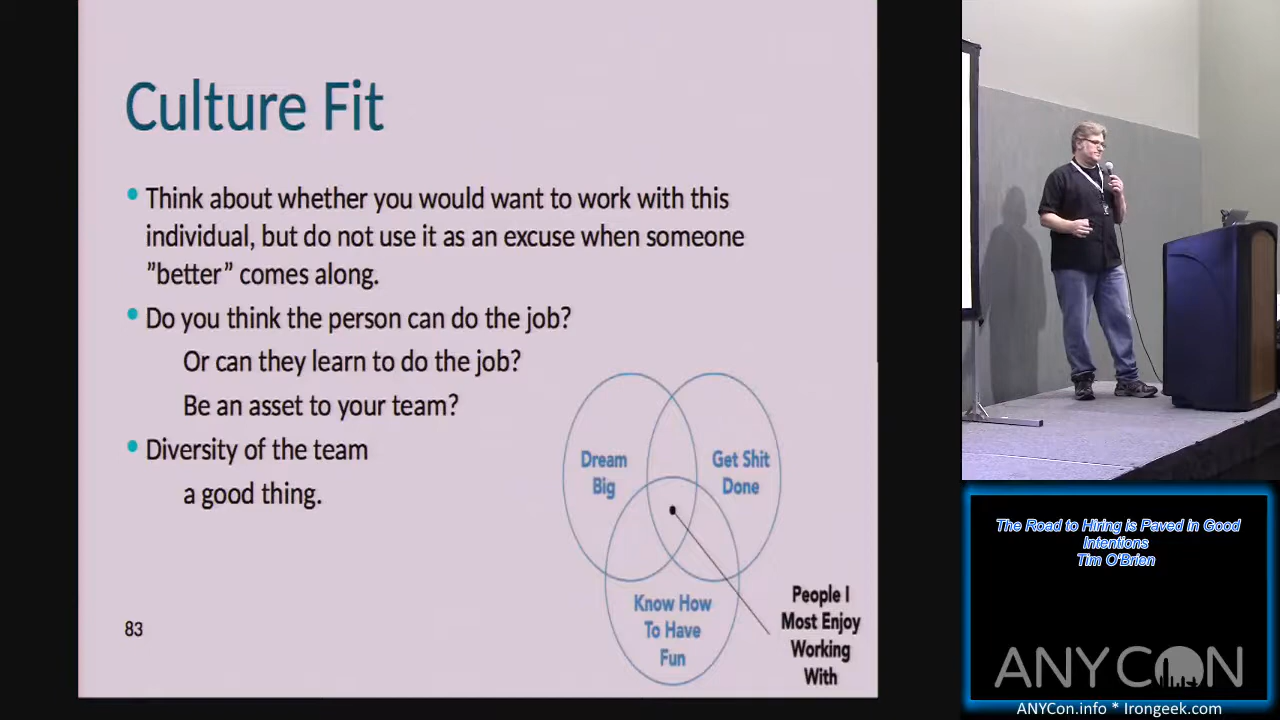 Culture Fit
• Think about whether you would want to work with this
individual, but do not use it as an excuse when someone
”better” comes along.
• Do you think the person can do the job?
Or can they learn to do the job?
Be an asset to your team?
• Diversity of the team
a good thing.
Dream
Big
Get Shit
Done
Know How
To Have
Fun
People I
Most Enjoy
Working
With
83
The Road to Hiring is Paved in Good
Intentions
Tim O'Brien
ANYCON
ANYCon.info * Irongeek.com